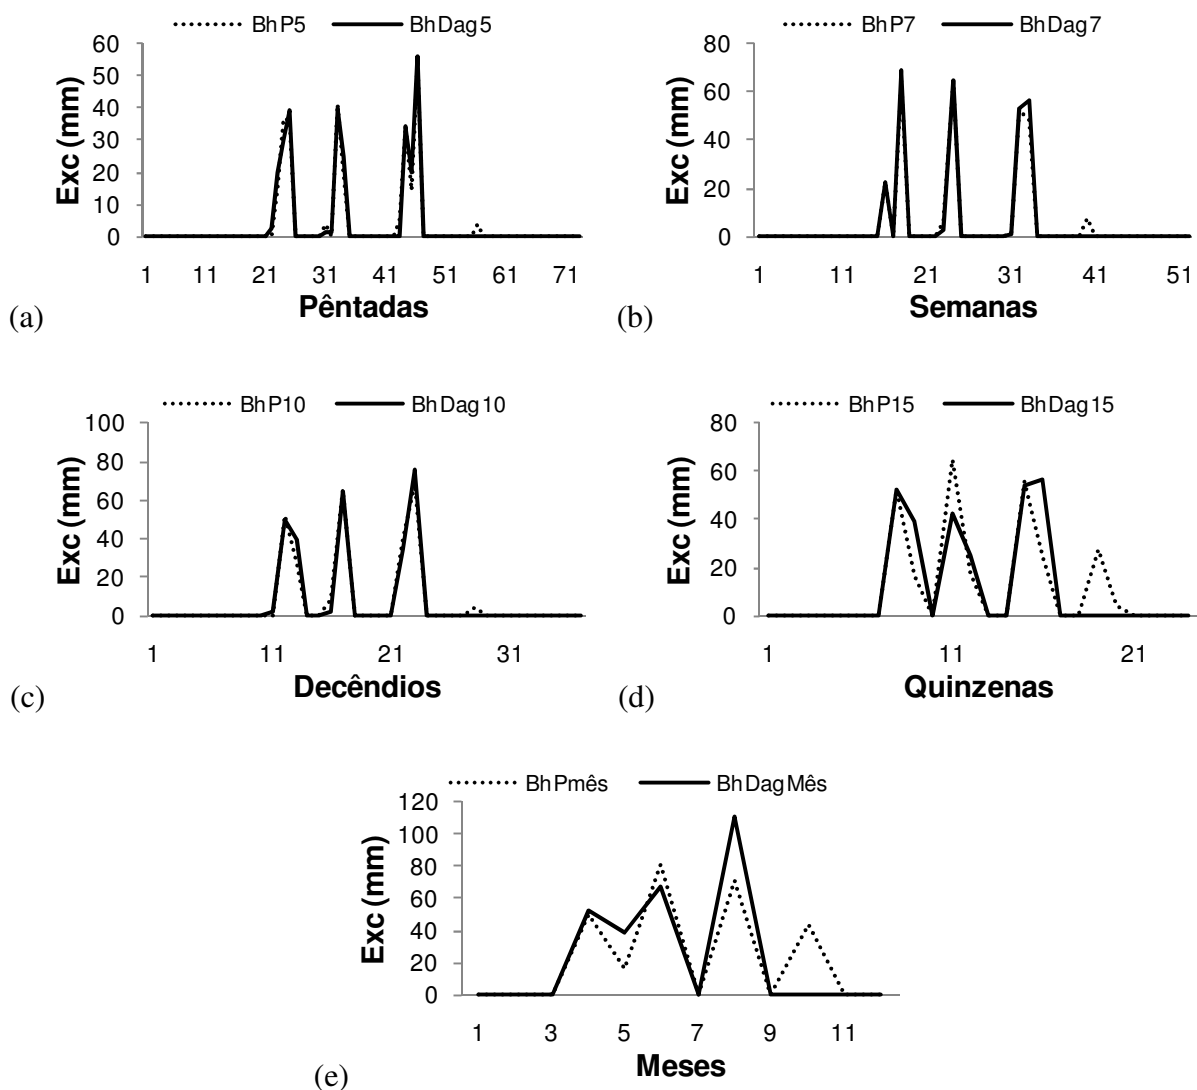 BhP5 BhDag5
60
50
40
30
20
10
0
Exc (mm)
1 11 21 31 41 51 61 71
Pêntadas
(a)
BhP7 BhDag7
80
60
40
20
0
Exc (mm)
1 11 21 31 41 51
Semanas
(b)
BhP10 BhDag10
100
80
60
40
20
0
Exc (mm)
1 11 21 31
Decêndios
(c)
BhP15 BhDag15
80
60
40
20
0
Exc (mm)
1 11 21
Quinzenas
(d)
BhPmês BhDagMês
120
100
80
60
40
20
0
Exc (mm)
1 3 5 7 9 11
Meses
(e)